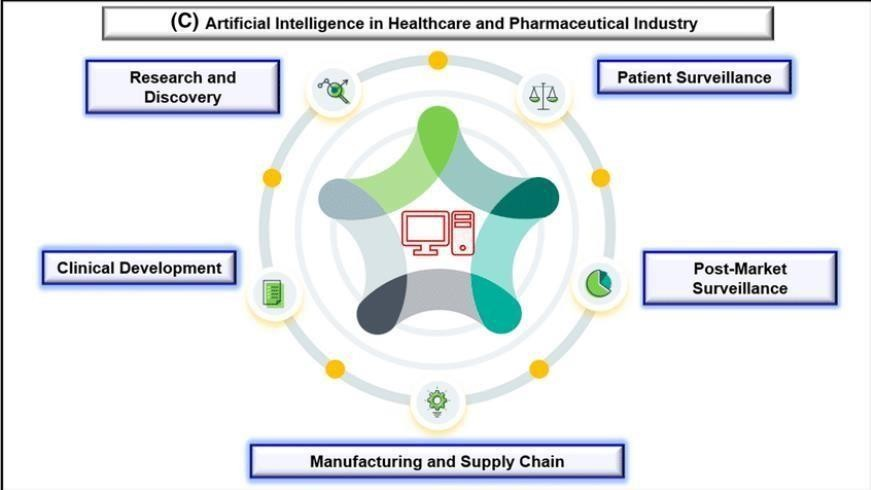 (C) Artificial Intelligence in Healthcare and Pharmaceutical Industry
Research and
Discovery
Patient Surveillance
Clinical Development
Post-Market
Surveillance
Manufacturing and Supply Chain